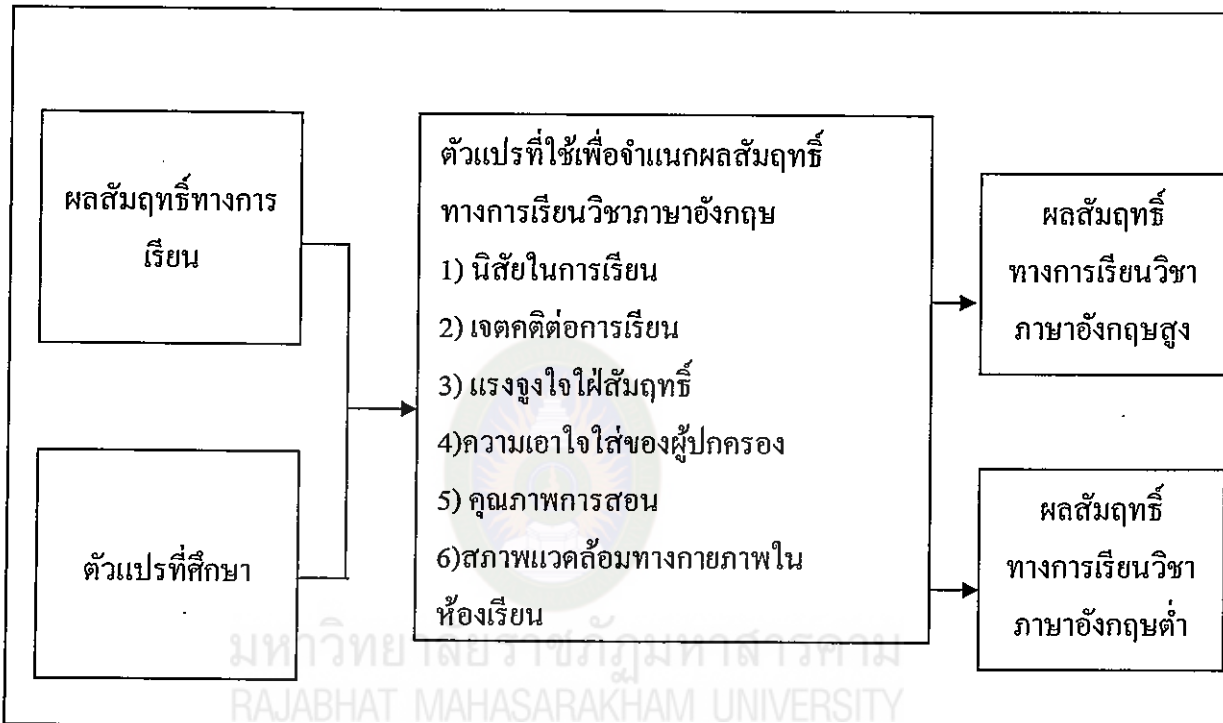 ผลสัมฤทธิ์ทางการ
เรียน
ตัวแปรที่ศึกษา
ตัวแปรที่ใช้เพื่อจำแนกผลสัมฤทธิ์
ทางการเรียนวิชาภาษาอังกฤษ
1) นิสัยในการเรียน
2) เจตคติต่อการเรียน
3) แรงจูงใจใฝ่สัมฤทธิ์
4)ความเอาใจใส่ของผู้ปกครอง
5) คุณภาพการสอน
6)สภาพแวดล้อมทางกายภาพใน
ห้องเรียน
ผลสัมฤทธิ์
ทางการเรียนวิชา
ภาษาอังกฤษสูง
ผลสัมฤทธิ์
ทางการเรียนวิชา
ภาษาอังกฤษต่ำ
มหาวิทยาลัยราชภัฏมหาสารคาม
RAJABHAT MAHASARAKHAM UNIVERSITY